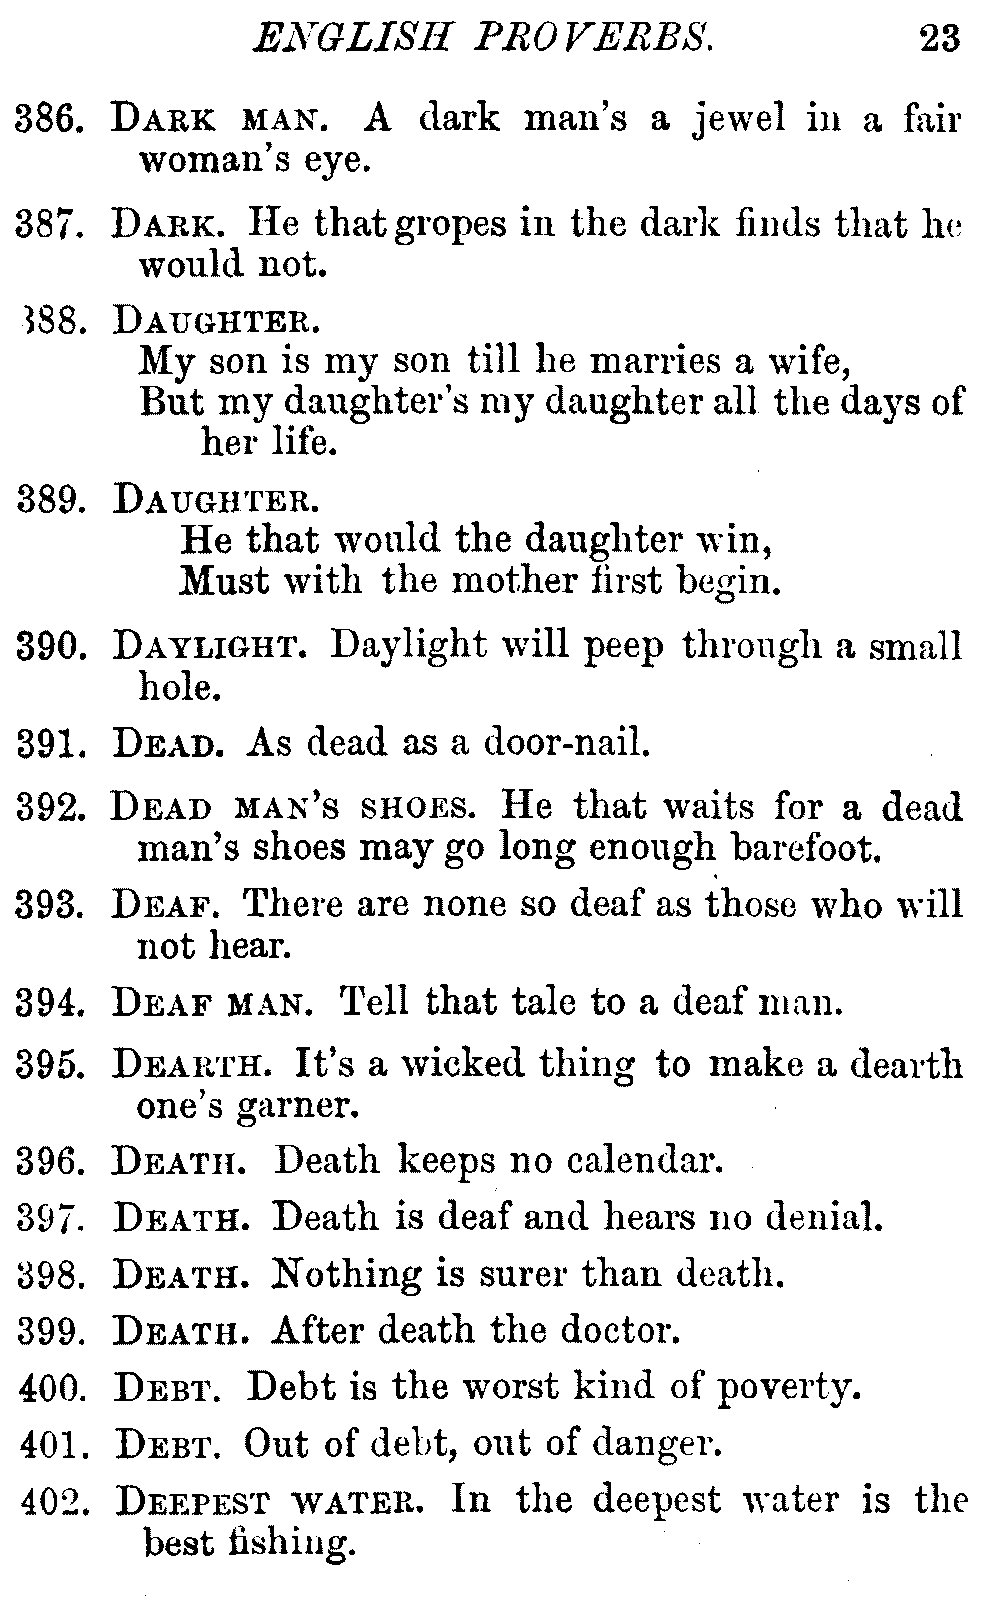 ENGLISH PROVERBS. 23
386. DARK MAN. A dark man's a jewel in a fair
woman's eye.
387. DARK. He that gropes in the dark finds that he
would not.
388. DAUGHTER.
My son is my son till he marries a wife,
But my daughter's my daughter all the days of
her life.
389. DAUGHTER.
He that would the daughter win,
Must with the mother first begin.
390. DAYLIGHT. Daylight will peep through a small
hole.
391. DEAD. As dead as a door-nail.
392. DEAD MAN'S SHOES. He that waits for a dead
man's shoes may go long enough barefoot.
393. DEAF. There are none so deaf as those who will
not hear.
394. DEAF MAN. Tell that tale to a deaf man.
395. DEARTH. It's a wicked thing to make a dearth
one's garner.
396. DEATH. Death keeps no calendar.
397. DEATH. Death is deaf and hears no denial.
398. DEATH. Nothing is surer than death.
399. DEATH. After death the doctor.
400. DEBT. Debt is the worst kind of poverty.
401. DEBT. Out of debt, out of danger.
402. DEEPEST WATER. In the deepest water is the
best fishing.